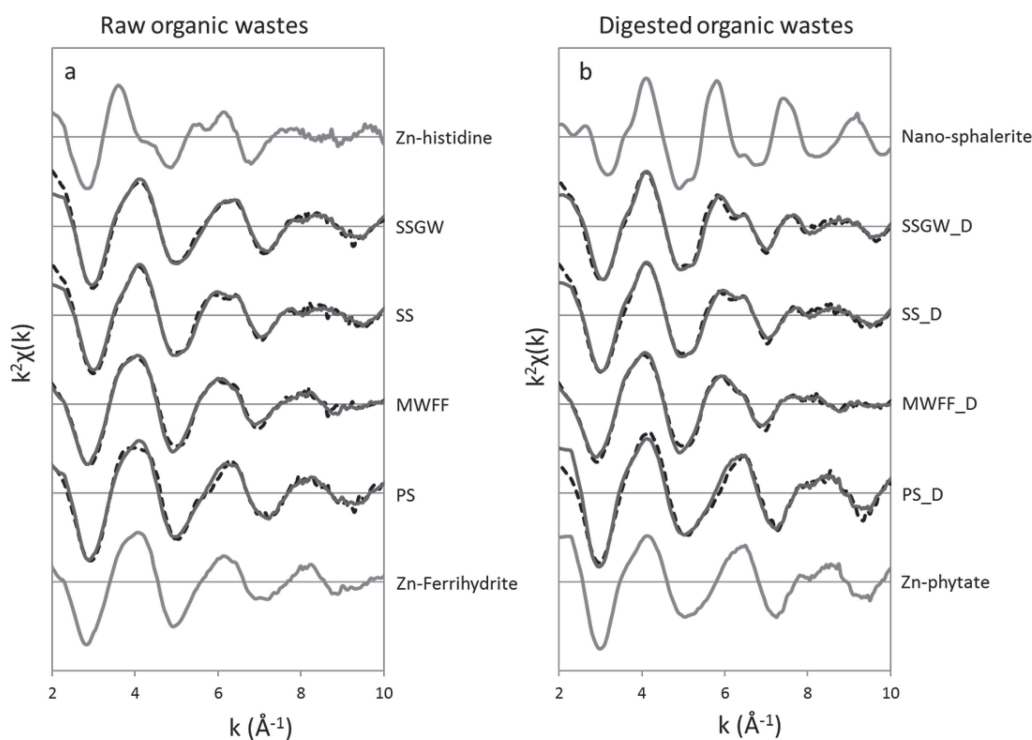 Raw organic wastes
a
Zn-histidine
SSGW
SS
MWFF
PS
Zn-Ferrihydrite
k²χ(k)
2 4 6 8 10
k (Å⁻¹)
Digested organic wastes
b
Nano-sphalerite
SSGW_D
SS_D
MWFF_D
PS_D
Zn-phytate
k²χ(k)
2 4 6 8 10
k (Å⁻¹)